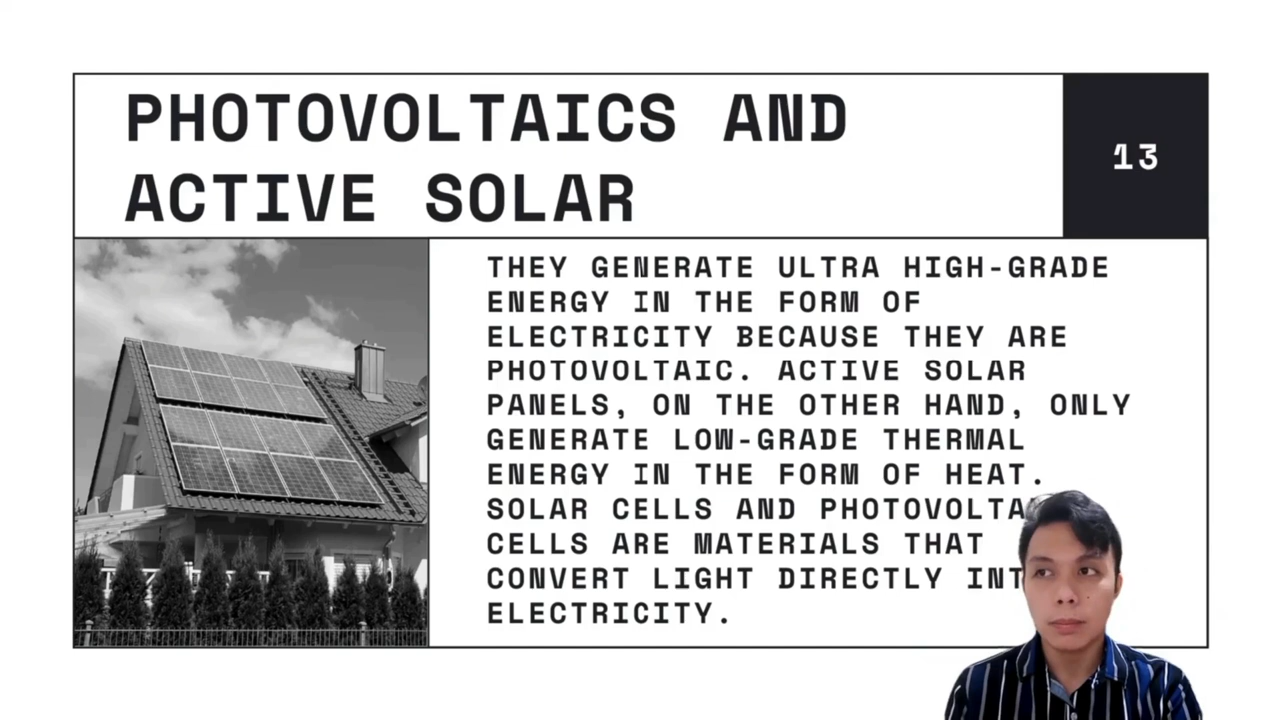 PHOTOVOLTAICS AND
ACTIVE SOLAR
13
THEY GENERATE ULTRA HIGH-GRADE
ENERGY IN THE FORM OF
ELECTRICITY BECAUSE THEY ARE
PHOTOVOLTAIC. ACTIVE SOLAR
PANELS, ON THE OTHER HAND, ONLY
GENERATE LOW-GRADE THERMAL
ENERGY IN THE FORM OF HEAT.
SOLAR CELLS AND
CELLS ARE MATERIALS THAT
CONVERT LIGHT DIRECTLY
ELECTRICITY.